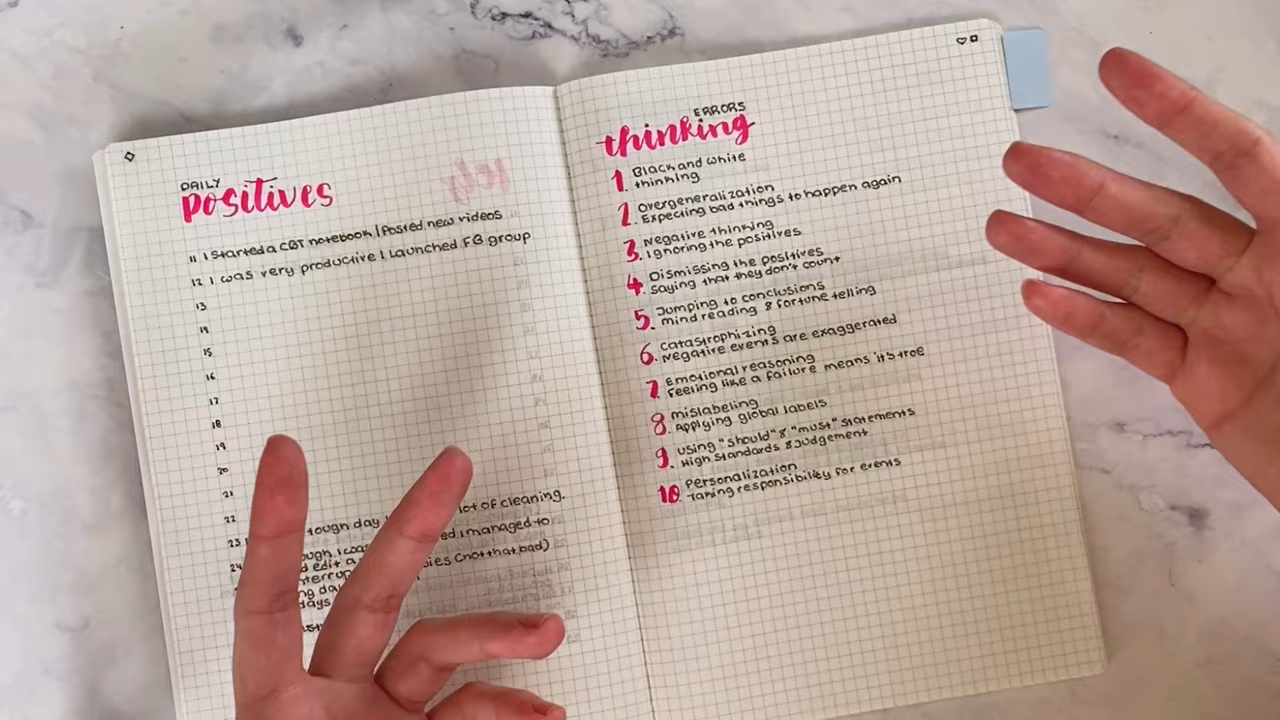 DAILY
positives
11 I Started a CBT notebook, I Posted new videos
12 I was very productive I Launched FB group
13
14
15
16
17
18
19
20
21
22
23 tough day lot of cleaning.
24 managed to
edit
(not that bad)
days
ERRORS
thinking
1. Black and white
thinking
2. Overgeneralization
Expecting bad things to happen again
3. Negative thinking
Ignoring the positives
4. Dismissing the positives
Saying that they don't count
5. Jumping to conclusions
mind reading & fortune telling
6. Catastrophizing
Negative events are exaggerated
7. Emotional reasoning
Feeling like a failure means it's true
8. mislabeling
Applying global labels
9. Using "should" & "must" statements
High Standards & Judgement
10. Personalization
Taking responsibility for events